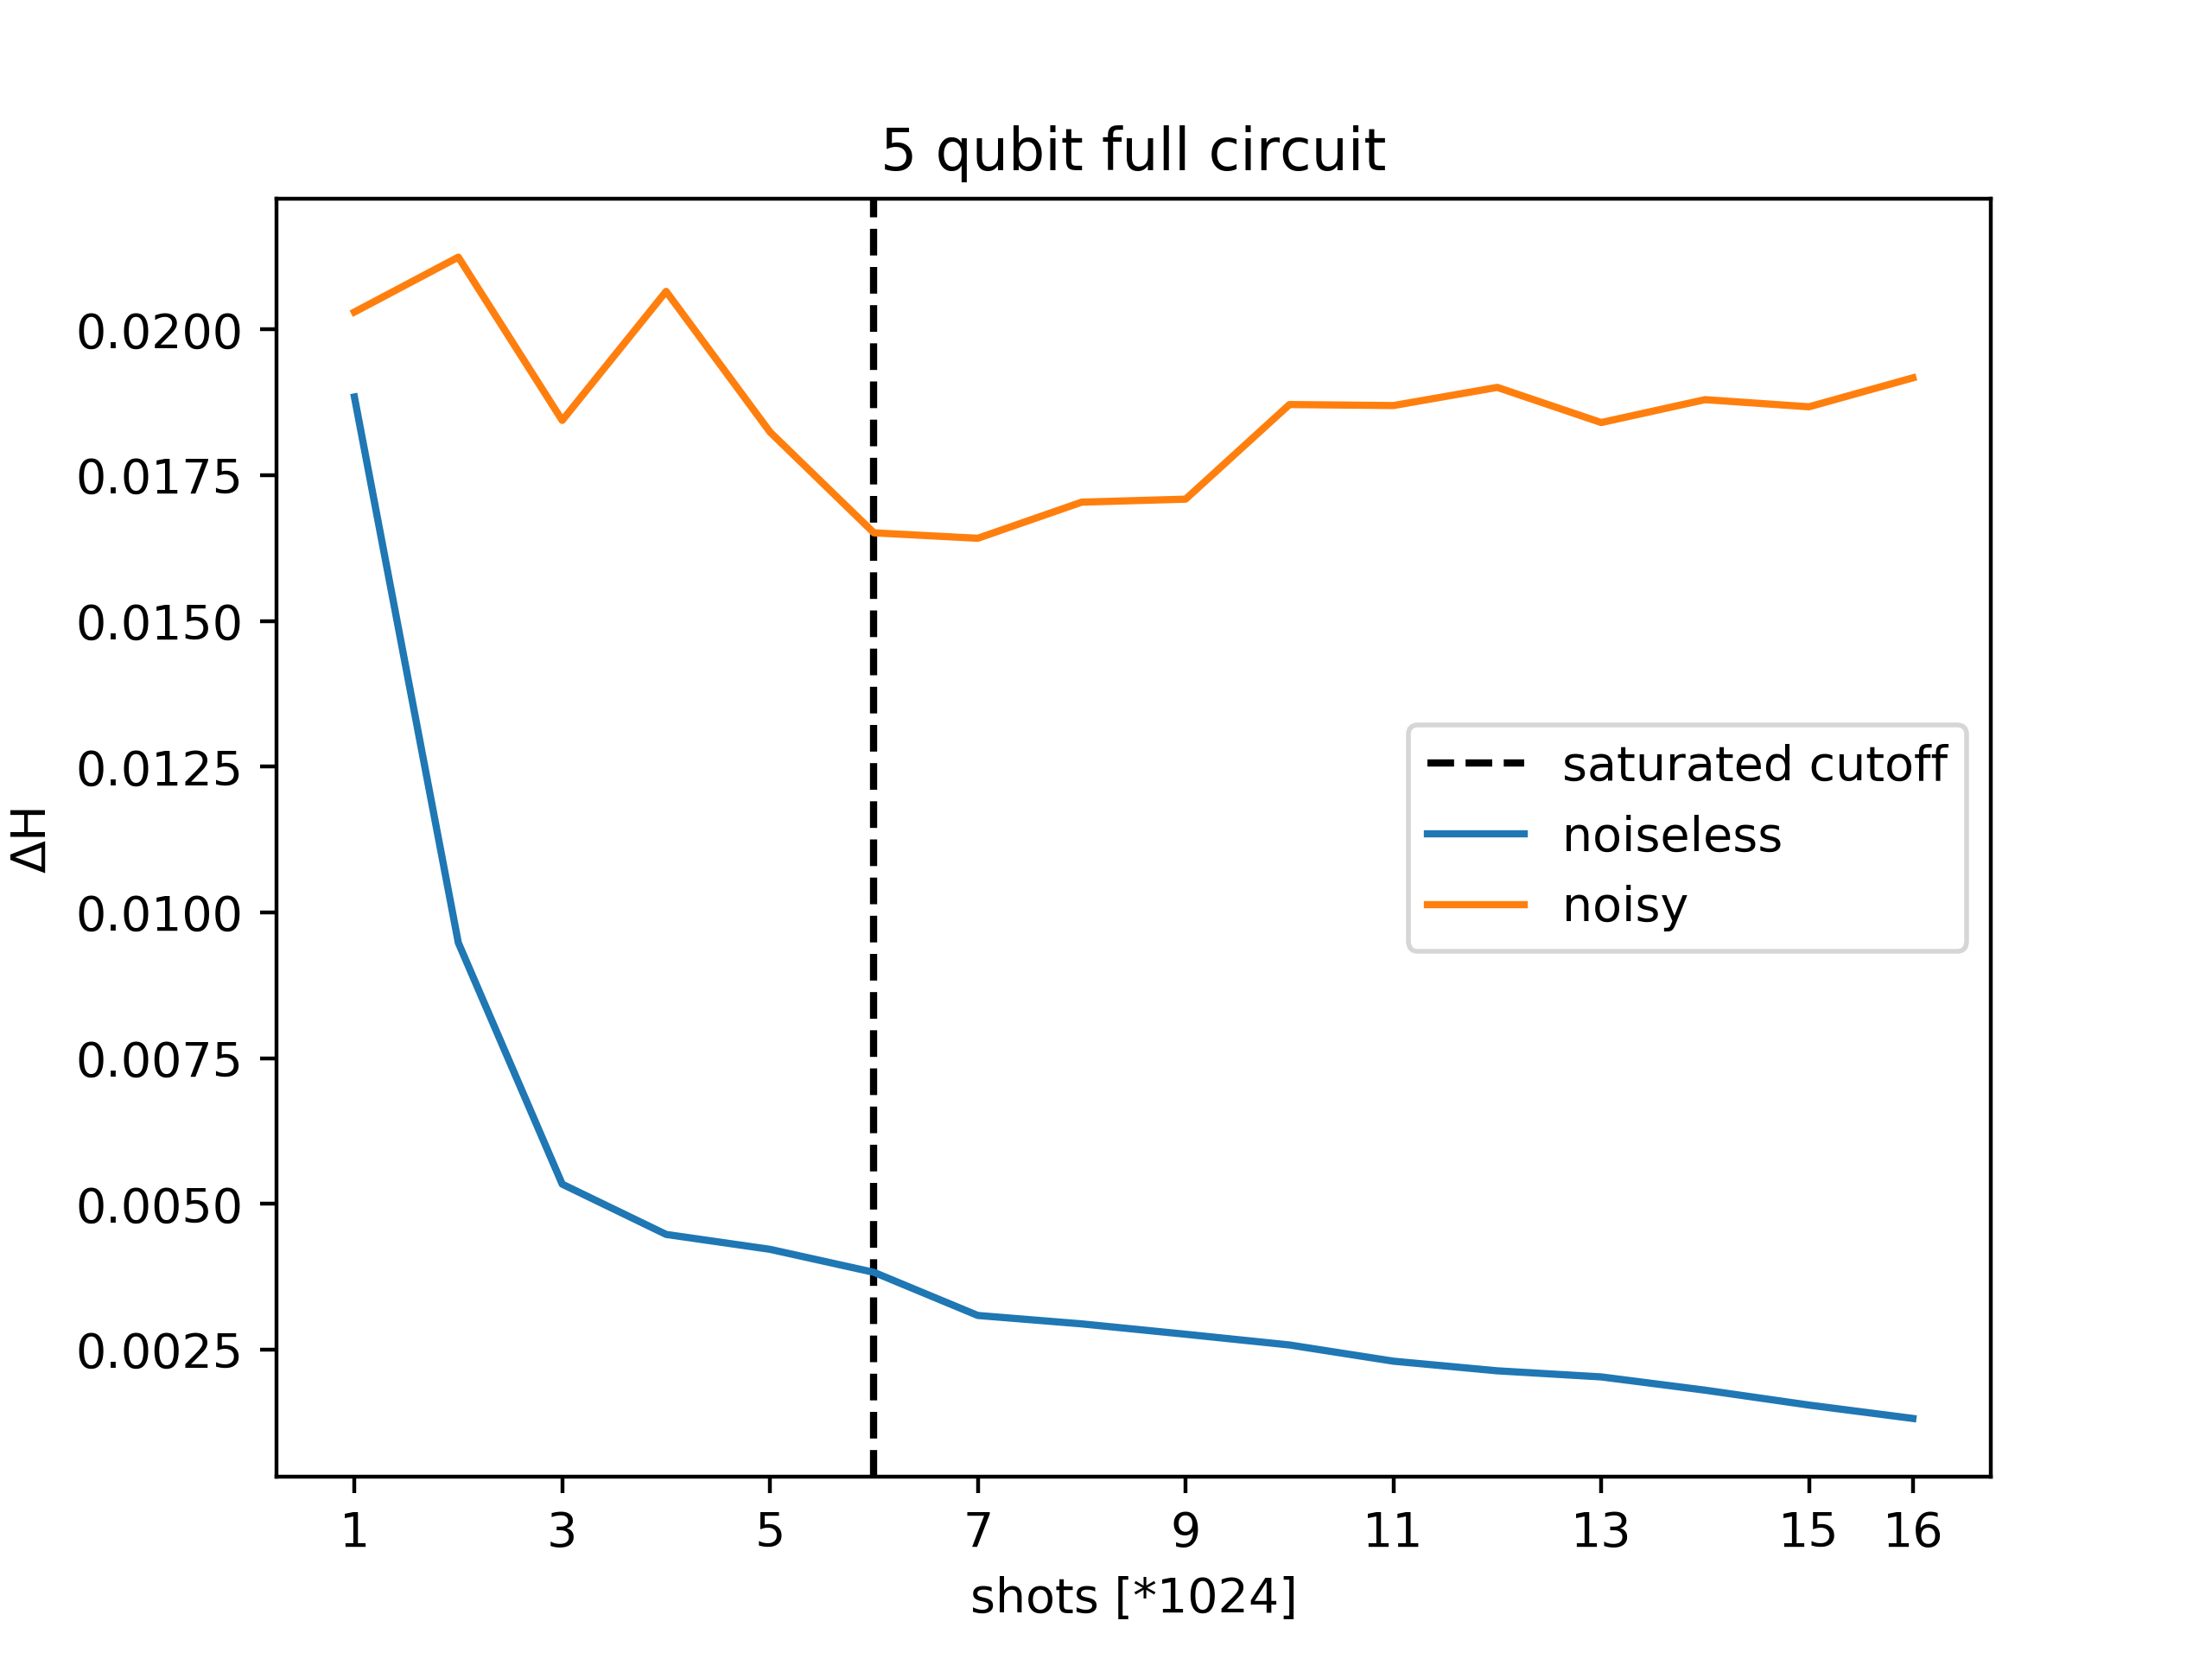 5 qubit full circuit
0.0200
0.0175
0.0150
0.0125
0.0100
0.0075
0.0050
0.0025
ΔH
saturated cutoff
noiseless
noisy
1 3 5 7 9 11 13 15 16
shots [*1024]